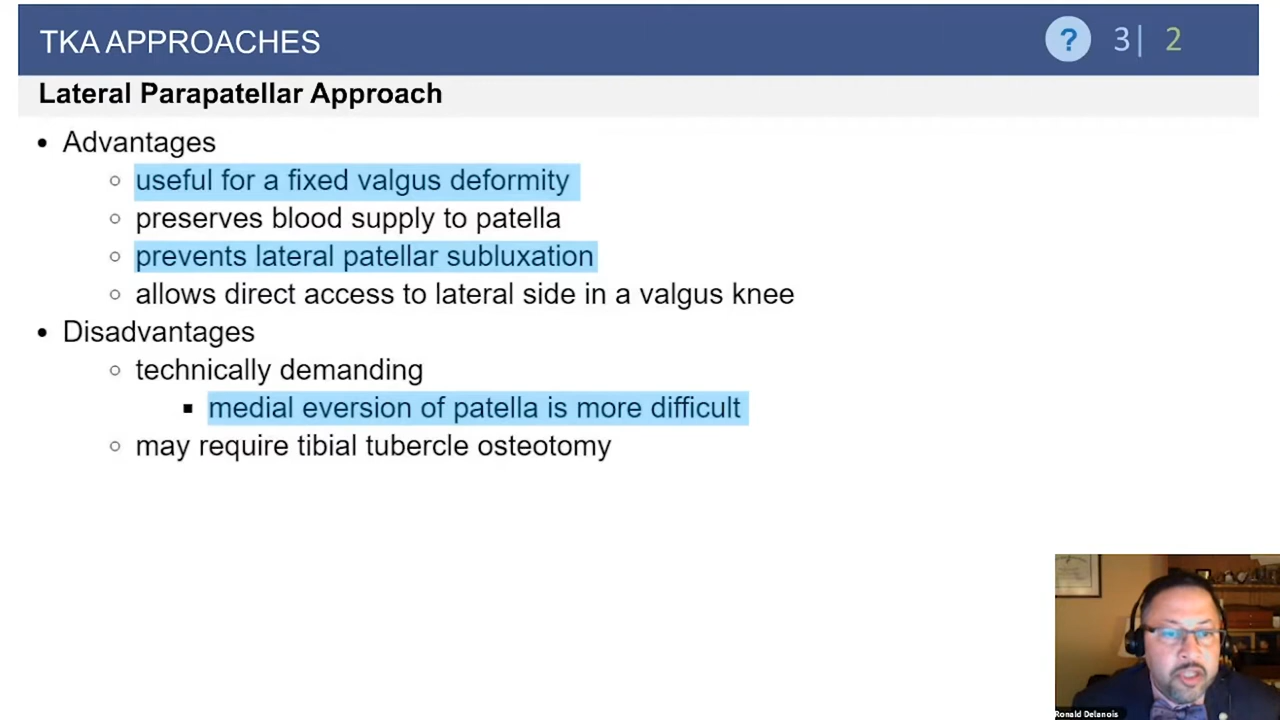 TKA APPROACHES
? 3| 2
Lateral Parapatellar Approach
• Advantages
○ useful for a fixed valgus deformity
○ preserves blood supply to patella
○ prevents lateral patellar subluxation
○ allows direct access to lateral side in a valgus knee
• Disadvantages
○ technically demanding
▪ medial eversion of patella is more difficult
○ may require tibial tubercle osteotomy
Ronald Delanois